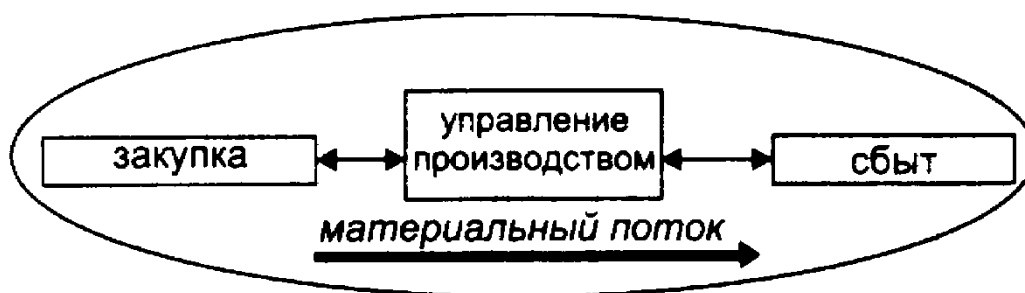 закупка
управление
производством
сбыт
материальный поток